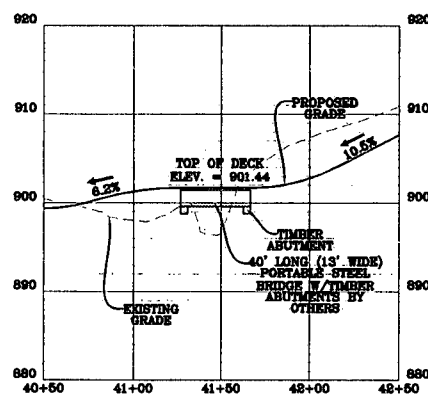 920
920
910
910
PROPOSED
GRADE
10.5%
TOP OF DECK
ELEV. = 901.44
6.2%
900
900
TIMBER
ABUTMENT
40' LONG (13' WIDE)
PORTABLE STEEL
BRIDGE W/TIMBER
ABUTMENTS BY
OTHERS
890
890
EXISTING
GRADE
880
880
40+50
41+00
41+50
42+00
42+50